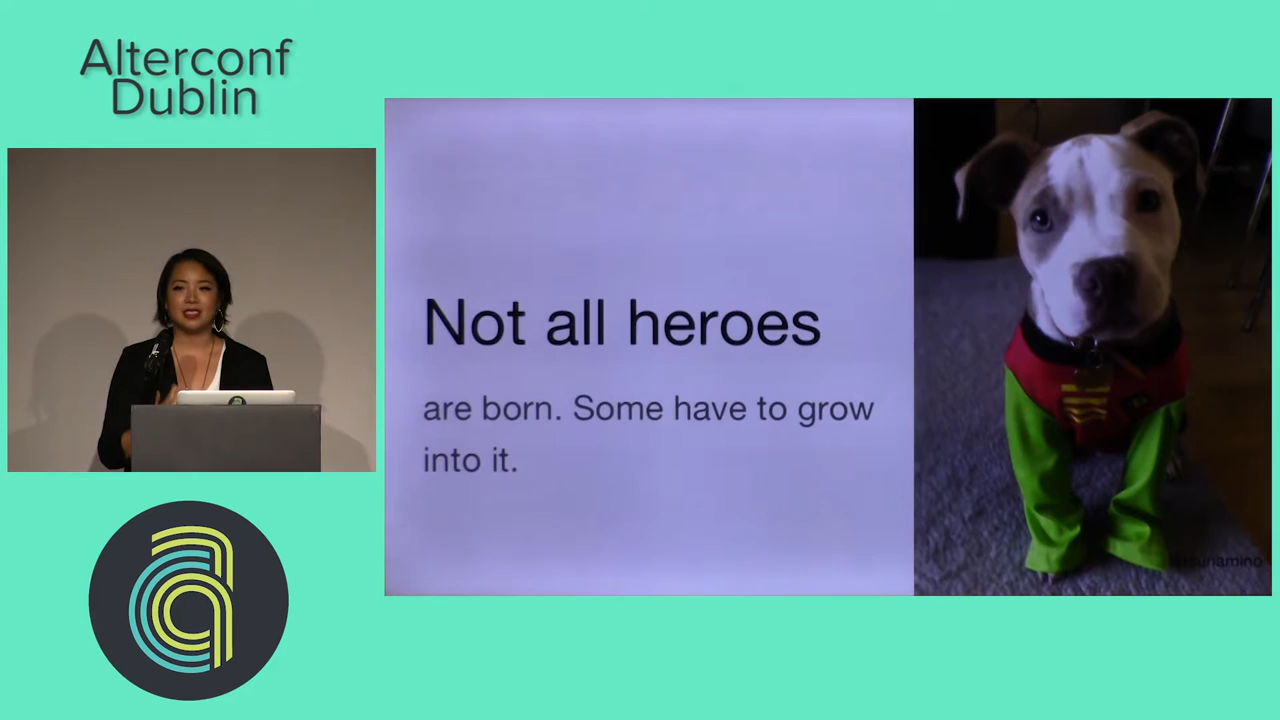 Alterconf
Dublin
Not all heroes
are born. Some have to grow
into it.